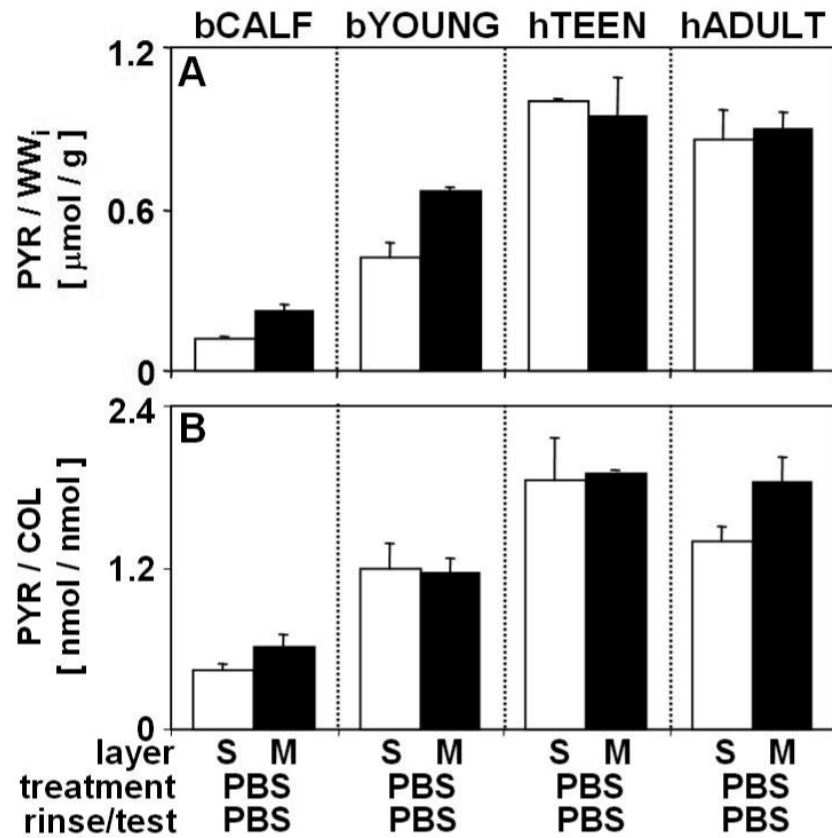 bCALF bYOUNG hTEEN hADULT
A
1.2
0.6
0
PYR / WWi
[ μmol / g ]
B
2.4
1.2
0
PYR / COL
[ nmol / nmol ]
layer S M S M S M S M
treatment PBS PBS PBS PBS
rinse/test PBS PBS PBS PBS